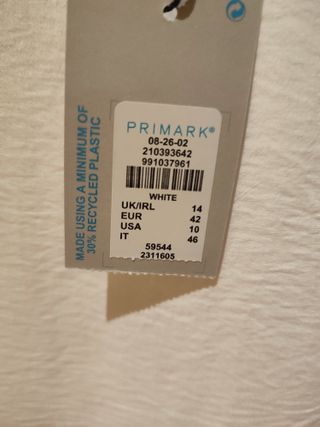 MADE USING A MINIMUM OF
30% RECYCLED PLASTIC
PRIMARK®
08-26-02
210393642
991037961
WHITE
UK/IRL 14
EUR 42
USA 10
IT 46
59544
2311605